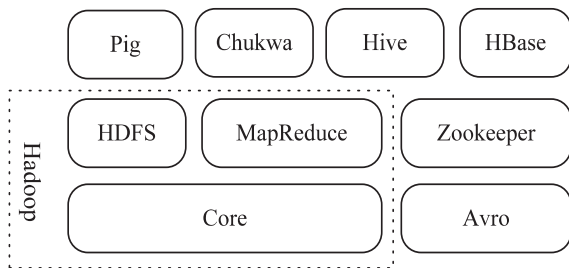 Pig Chukwa Hive HBase
HDFS MapReduce Zookeeper
Hadoop
Core Avro